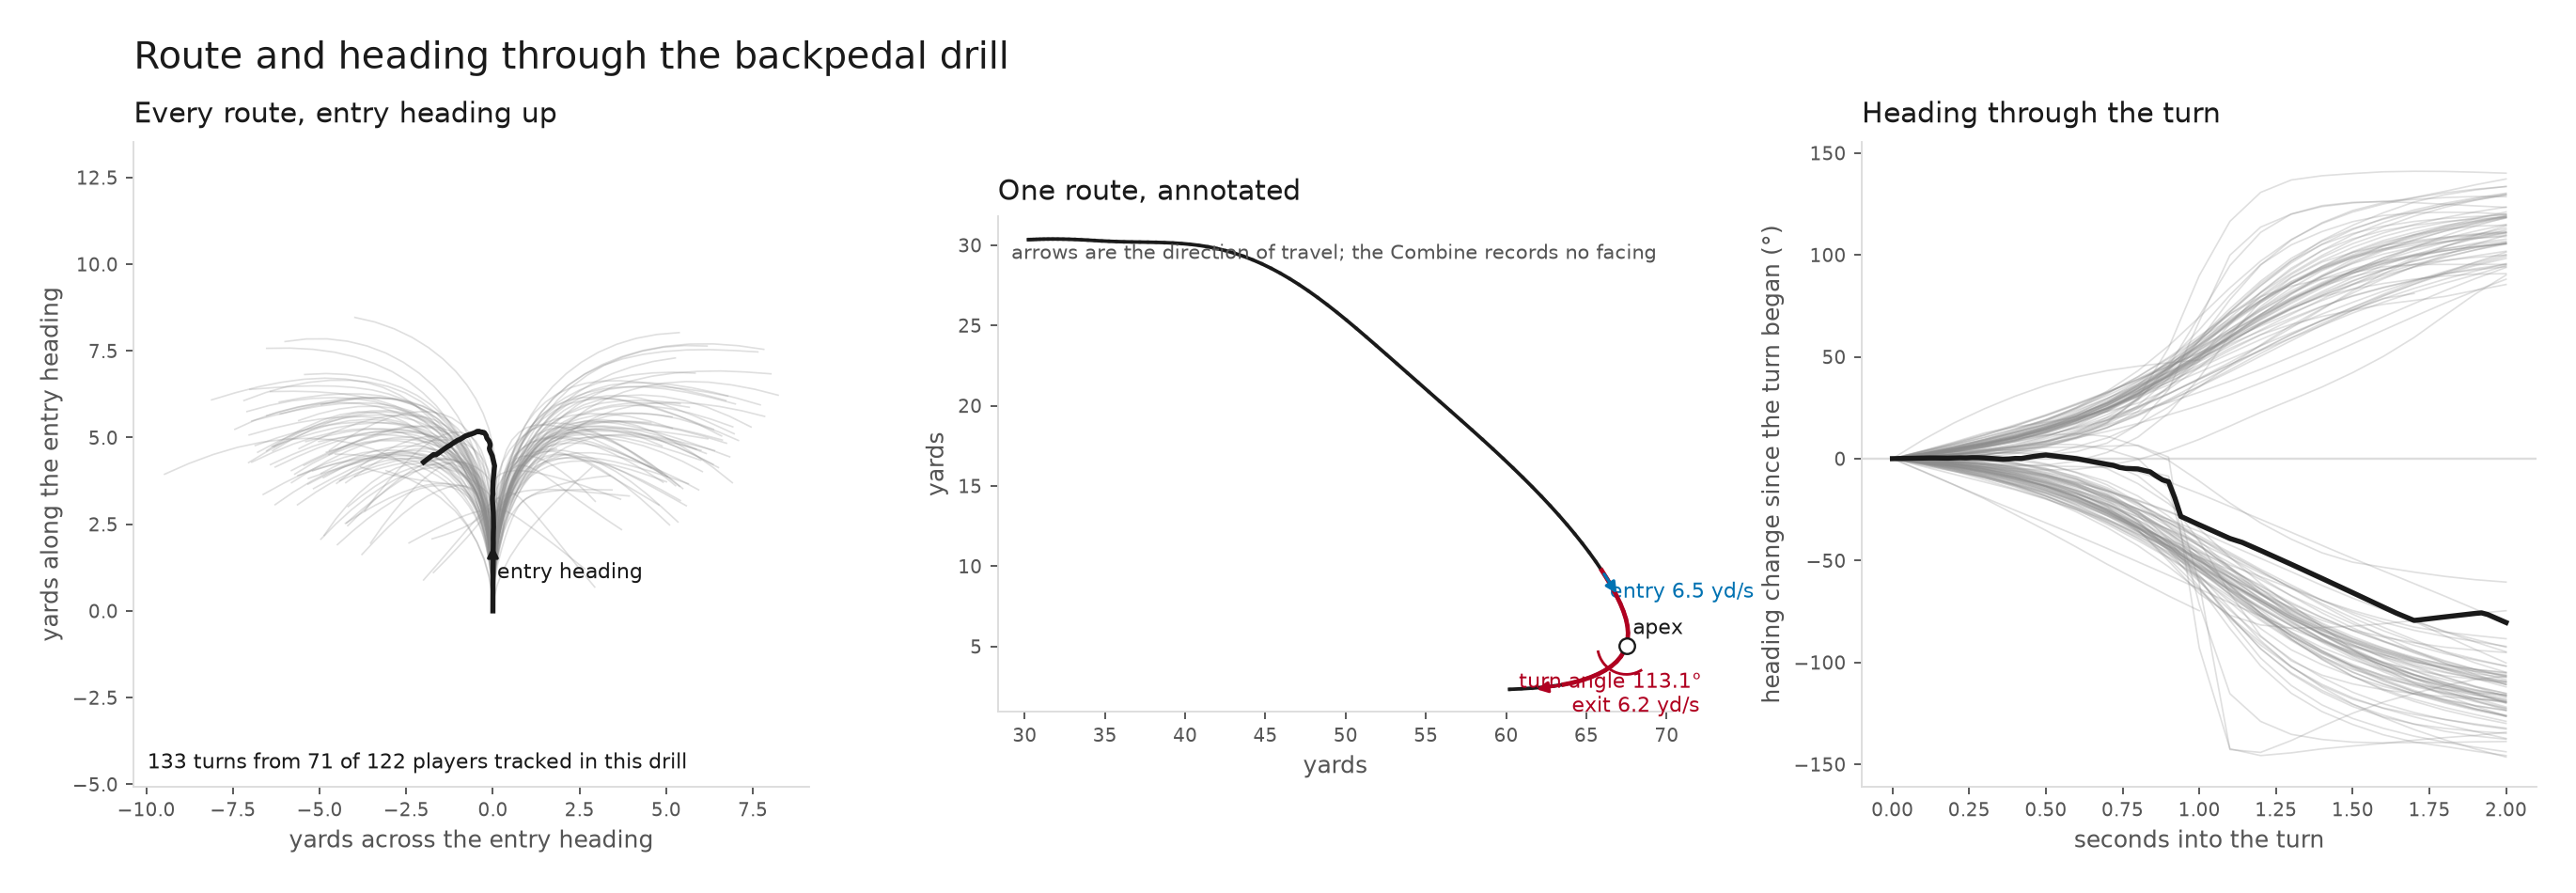 Route and heading through the backpedal drill
Every route, entry heading up
yards along the entry heading
12.5
10.0
7.5
5.0
2.5
0.0
−2.5
−5.0
entry heading
133 turns from 71 of 122 players tracked in this drill
−10.0 −7.5 −5.0 −2.5 0.0 2.5 5.0 7.5
yards across the entry heading
One route, annotated
yards
30
25
20
15
10
5
arrows are the direction of travel; the Combine records no facing
entry 6.5 yd/s
apex
turn angle 113.1°
exit 6.2 yd/s
30 35 40 45 50 55 60 65 70
yards
Heading through the turn
heading change since the turn began (°)
150
100
50
0
−50
−100
−150
0.00 0.25 0.50 0.75 1.00 1.25 1.50 1.75 2.00
seconds into the turn